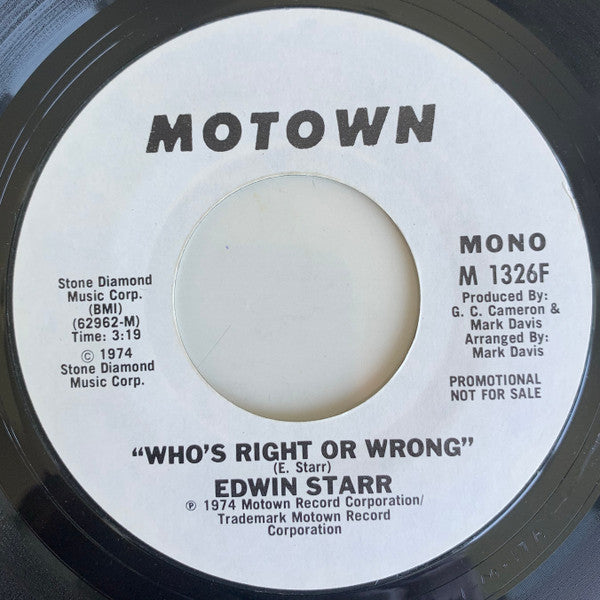 MOTOWN
Stone Diamond
Music Corp.
(BMI)
(62962-M)
Time: 3:19
© 1974
Stone Diamond
Music Corp.
MONO
M 1326F
Produced By:
G. C. Cameron &
Mark Davis
Arranged By:
Mark Davis
PROMOTIONAL
NOT FOR SALE
"WHO'S RIGHT OR WRONG"
(E. Starr)
EDWIN STARR
℗ 1974 Motown Record Corporation/
Trademark Motown Record
Corporation